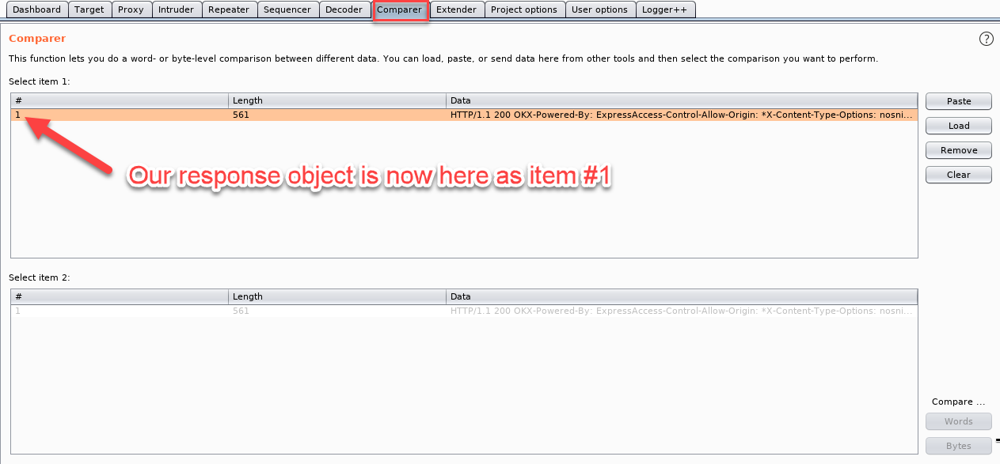 Dashboard Target Proxy Intruder Repeater Sequencer Decoder Comparer Extender Project options User options Logger++
Comparer
?
This function lets you do a word- or byte-level comparison between different data. You can load, paste, or send data here from other tools and then select the comparison you want to perform.
Select item 1:
# Length Data
1 561 HTTP/1.1 200 OKX-Powered-By: ExpressAccess-Control-Allow-Origin: *X-Content-Type-Options: nosni...
Paste
Load
Remove
Clear
Our response object is now here as item #1
Select item 2:
# Length Data
1 561 HTTP/1.1 200 OKX-Powered-By: ExpressAccess-Control-Allow-Origin: *X-Content-Type-Options: nosni...
Compare ...
Words
Bytes